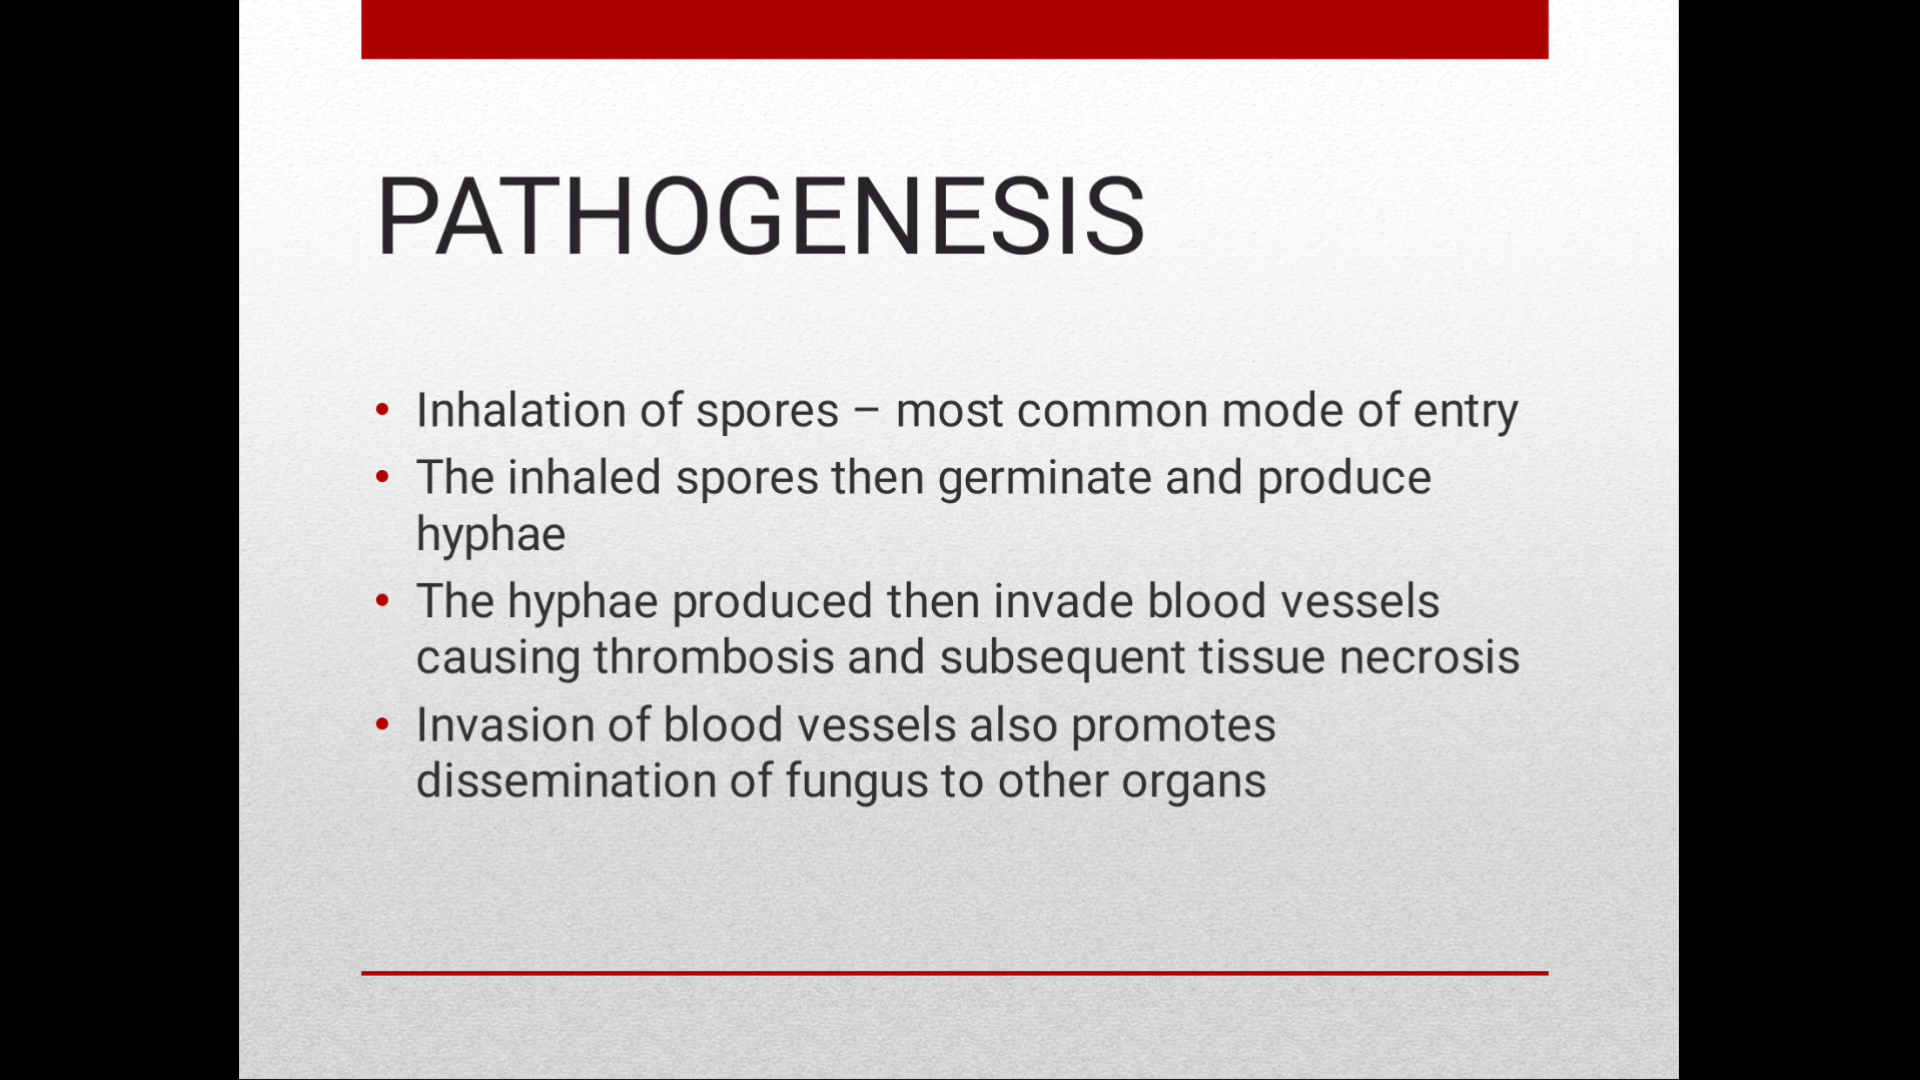 PATHOGENESIS
• Inhalation of spores – most common mode of entry
• The inhaled spores then germinate and produce
hyphae
• The hyphae produced then invade blood vessels
causing thrombosis and subsequent tissue necrosis
• Invasion of blood vessels also promotes
dissemination of fungus to other organs